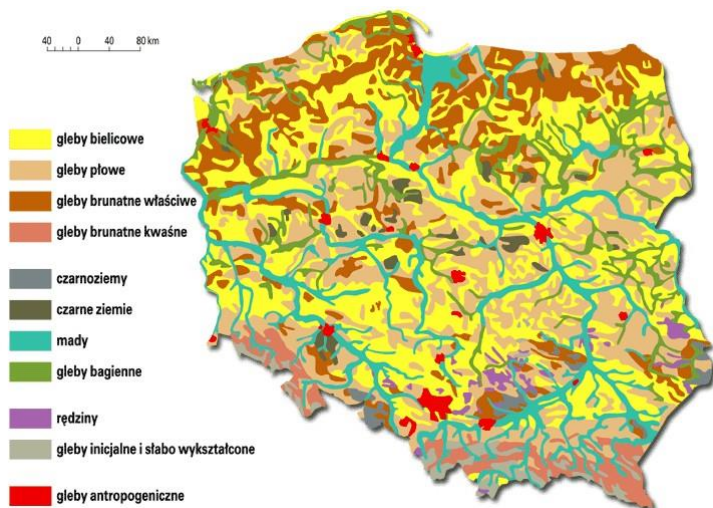 40 0 40 80 km
gleby bielicowe
gleby płowe
gleby brunatne właściwe
gleby brunatne kwaśne
czarnoziemy
czarne ziemie
mady
gleby bagienne
rędziny
gleby inicjalne i słabo wykształcone
gleby antropogeniczne